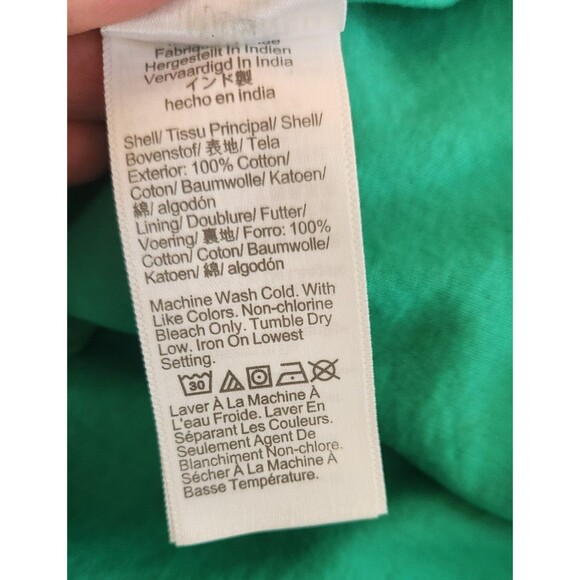 Hergestellt In Indien
Vervaardigd In India
インド製
hecho en india
Shell/ Tissu Principal/ Shell/
Bovenstof/ 表地/ Tela
Exterior: 100% Cotton/
Coton/ Baumwolle/ Katoen/
綿/ algodón
Lining/ Doublure/ Futter/
Voering/ 裏地/ Forro: 100%
Cotton/ Coton/ Baumwolle/
Katoen/ 綿/ algodón
Machine Wash Cold. With
Like Colors. Non-chlorine
Bleach Only. Tumble Dry
Low. Iron On Lowest
Setting.
30
Laver À La Machine À
L'eau Froide. Laver En
Séparant Les Couleurs.
Seulement Agent De
Blanchiment Non-chlore.
Sécher À La Machine À
Basse Température.